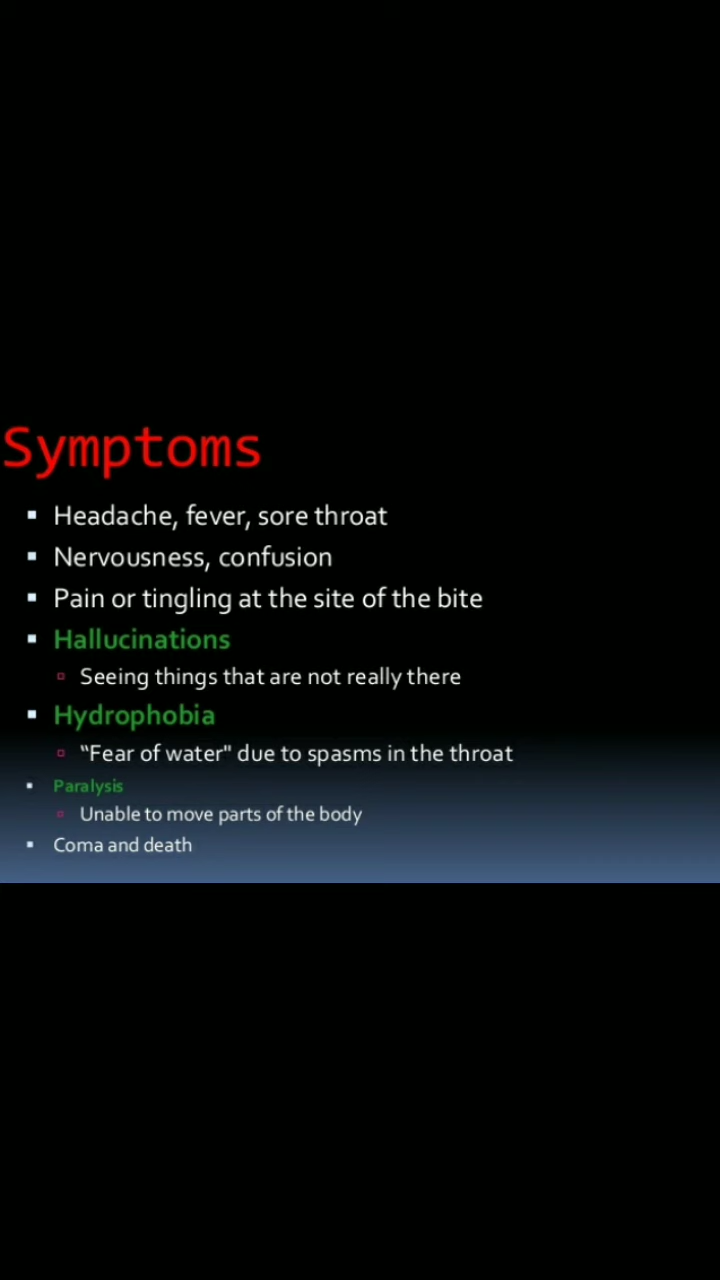 Symptoms
▪ Headache, fever, sore throat
▪ Nervousness, confusion
▪ Pain or tingling at the site of the bite
▪ Hallucinations
▫ Seeing things that are not really there
▪ Hydrophobia
▫ “Fear of water" due to spasms in the throat
▪ Paralysis
▫ Unable to move parts of the body
▪ Coma and death